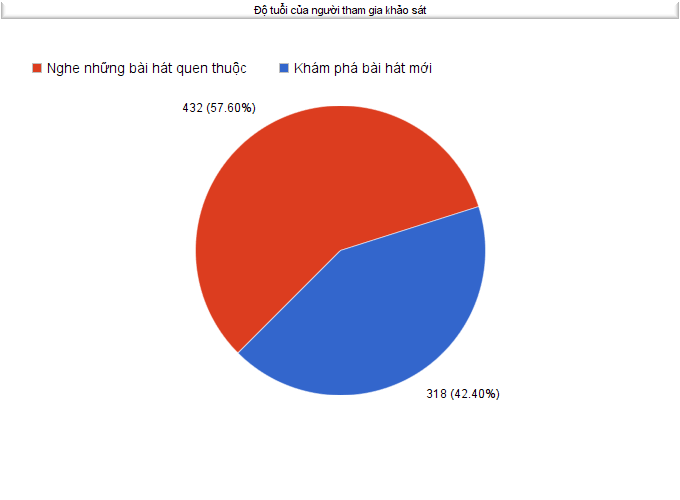 Độ tuổi của người tham gia khảo sát
Nghe những bài hát quen thuộc
Khám phá bài hát mới
432 (57.60%)
318 (42.40%)